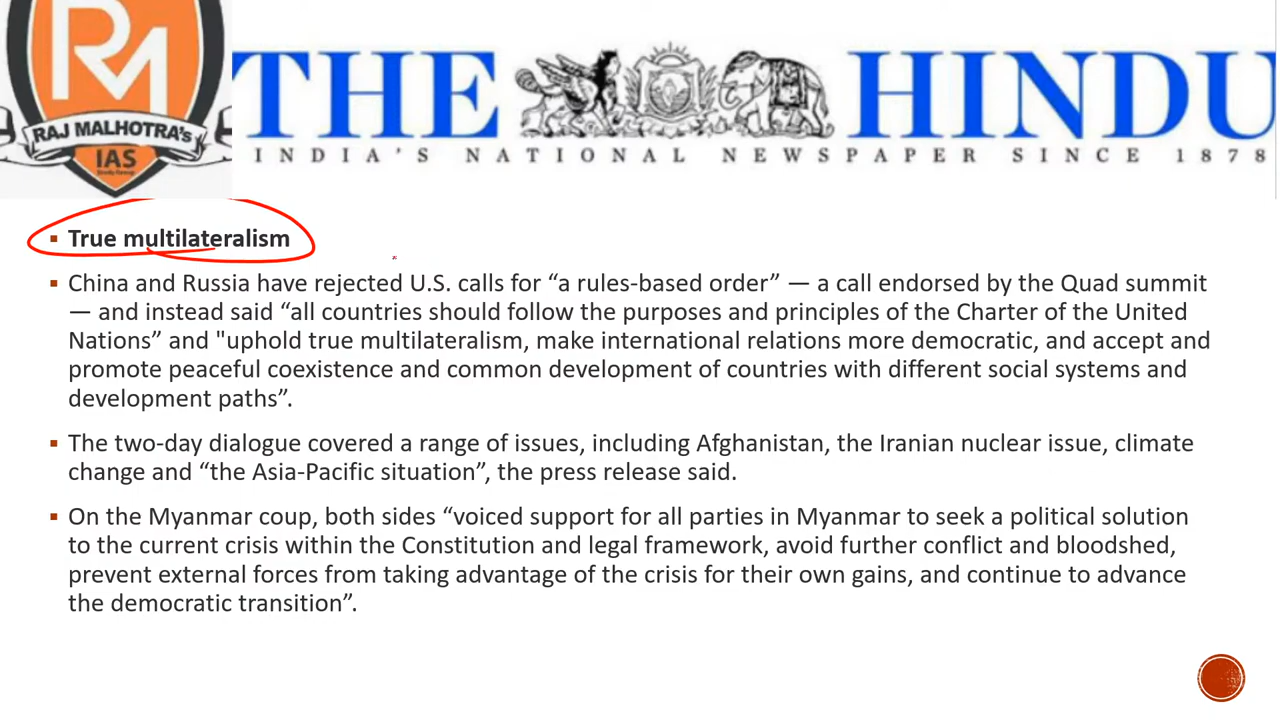 RM
RAJ MALHOTRA's
IAS
Study Group
THE HINDU
INDIA'S NATIONAL NEWSPAPER SINCE 1878
▪ True multilateralism
▪ China and Russia have rejected U.S. calls for “a rules-based order” — a call endorsed by the Quad summit
— and instead said “all countries should follow the purposes and principles of the Charter of the United
Nations” and "uphold true multilateralism, make international relations more democratic, and accept and
promote peaceful coexistence and common development of countries with different social systems and
development paths”.
▪ The two-day dialogue covered a range of issues, including Afghanistan, the Iranian nuclear issue, climate
change and “the Asia-Pacific situation”, the press release said.
▪ On the Myanmar coup, both sides “voiced support for all parties in Myanmar to seek a political solution
to the current crisis within the Constitution and legal framework, avoid further conflict and bloodshed,
prevent external forces from taking advantage of the crisis for their own gains, and continue to advance
the democratic transition”.